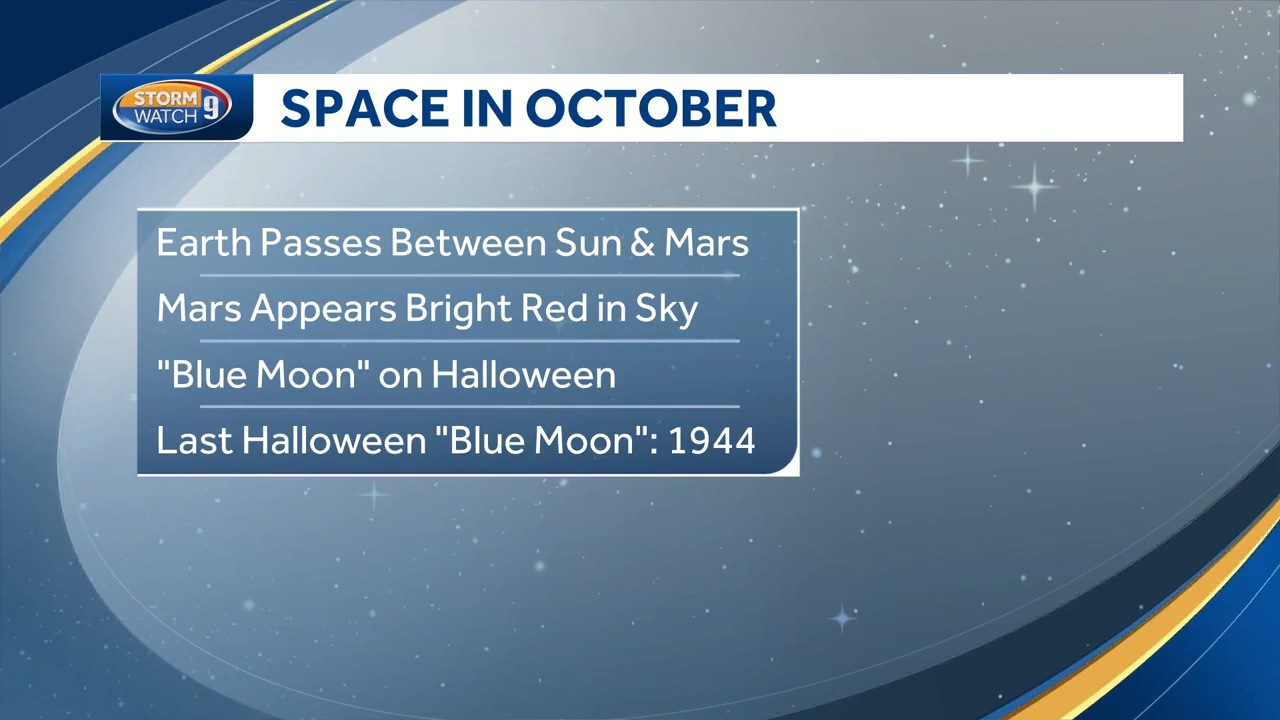 STORM
WATCH 9
SPACE IN OCTOBER
Earth Passes Between Sun & Mars
Mars Appears Bright Red in Sky
"Blue Moon" on Halloween
Last Halloween "Blue Moon": 1944